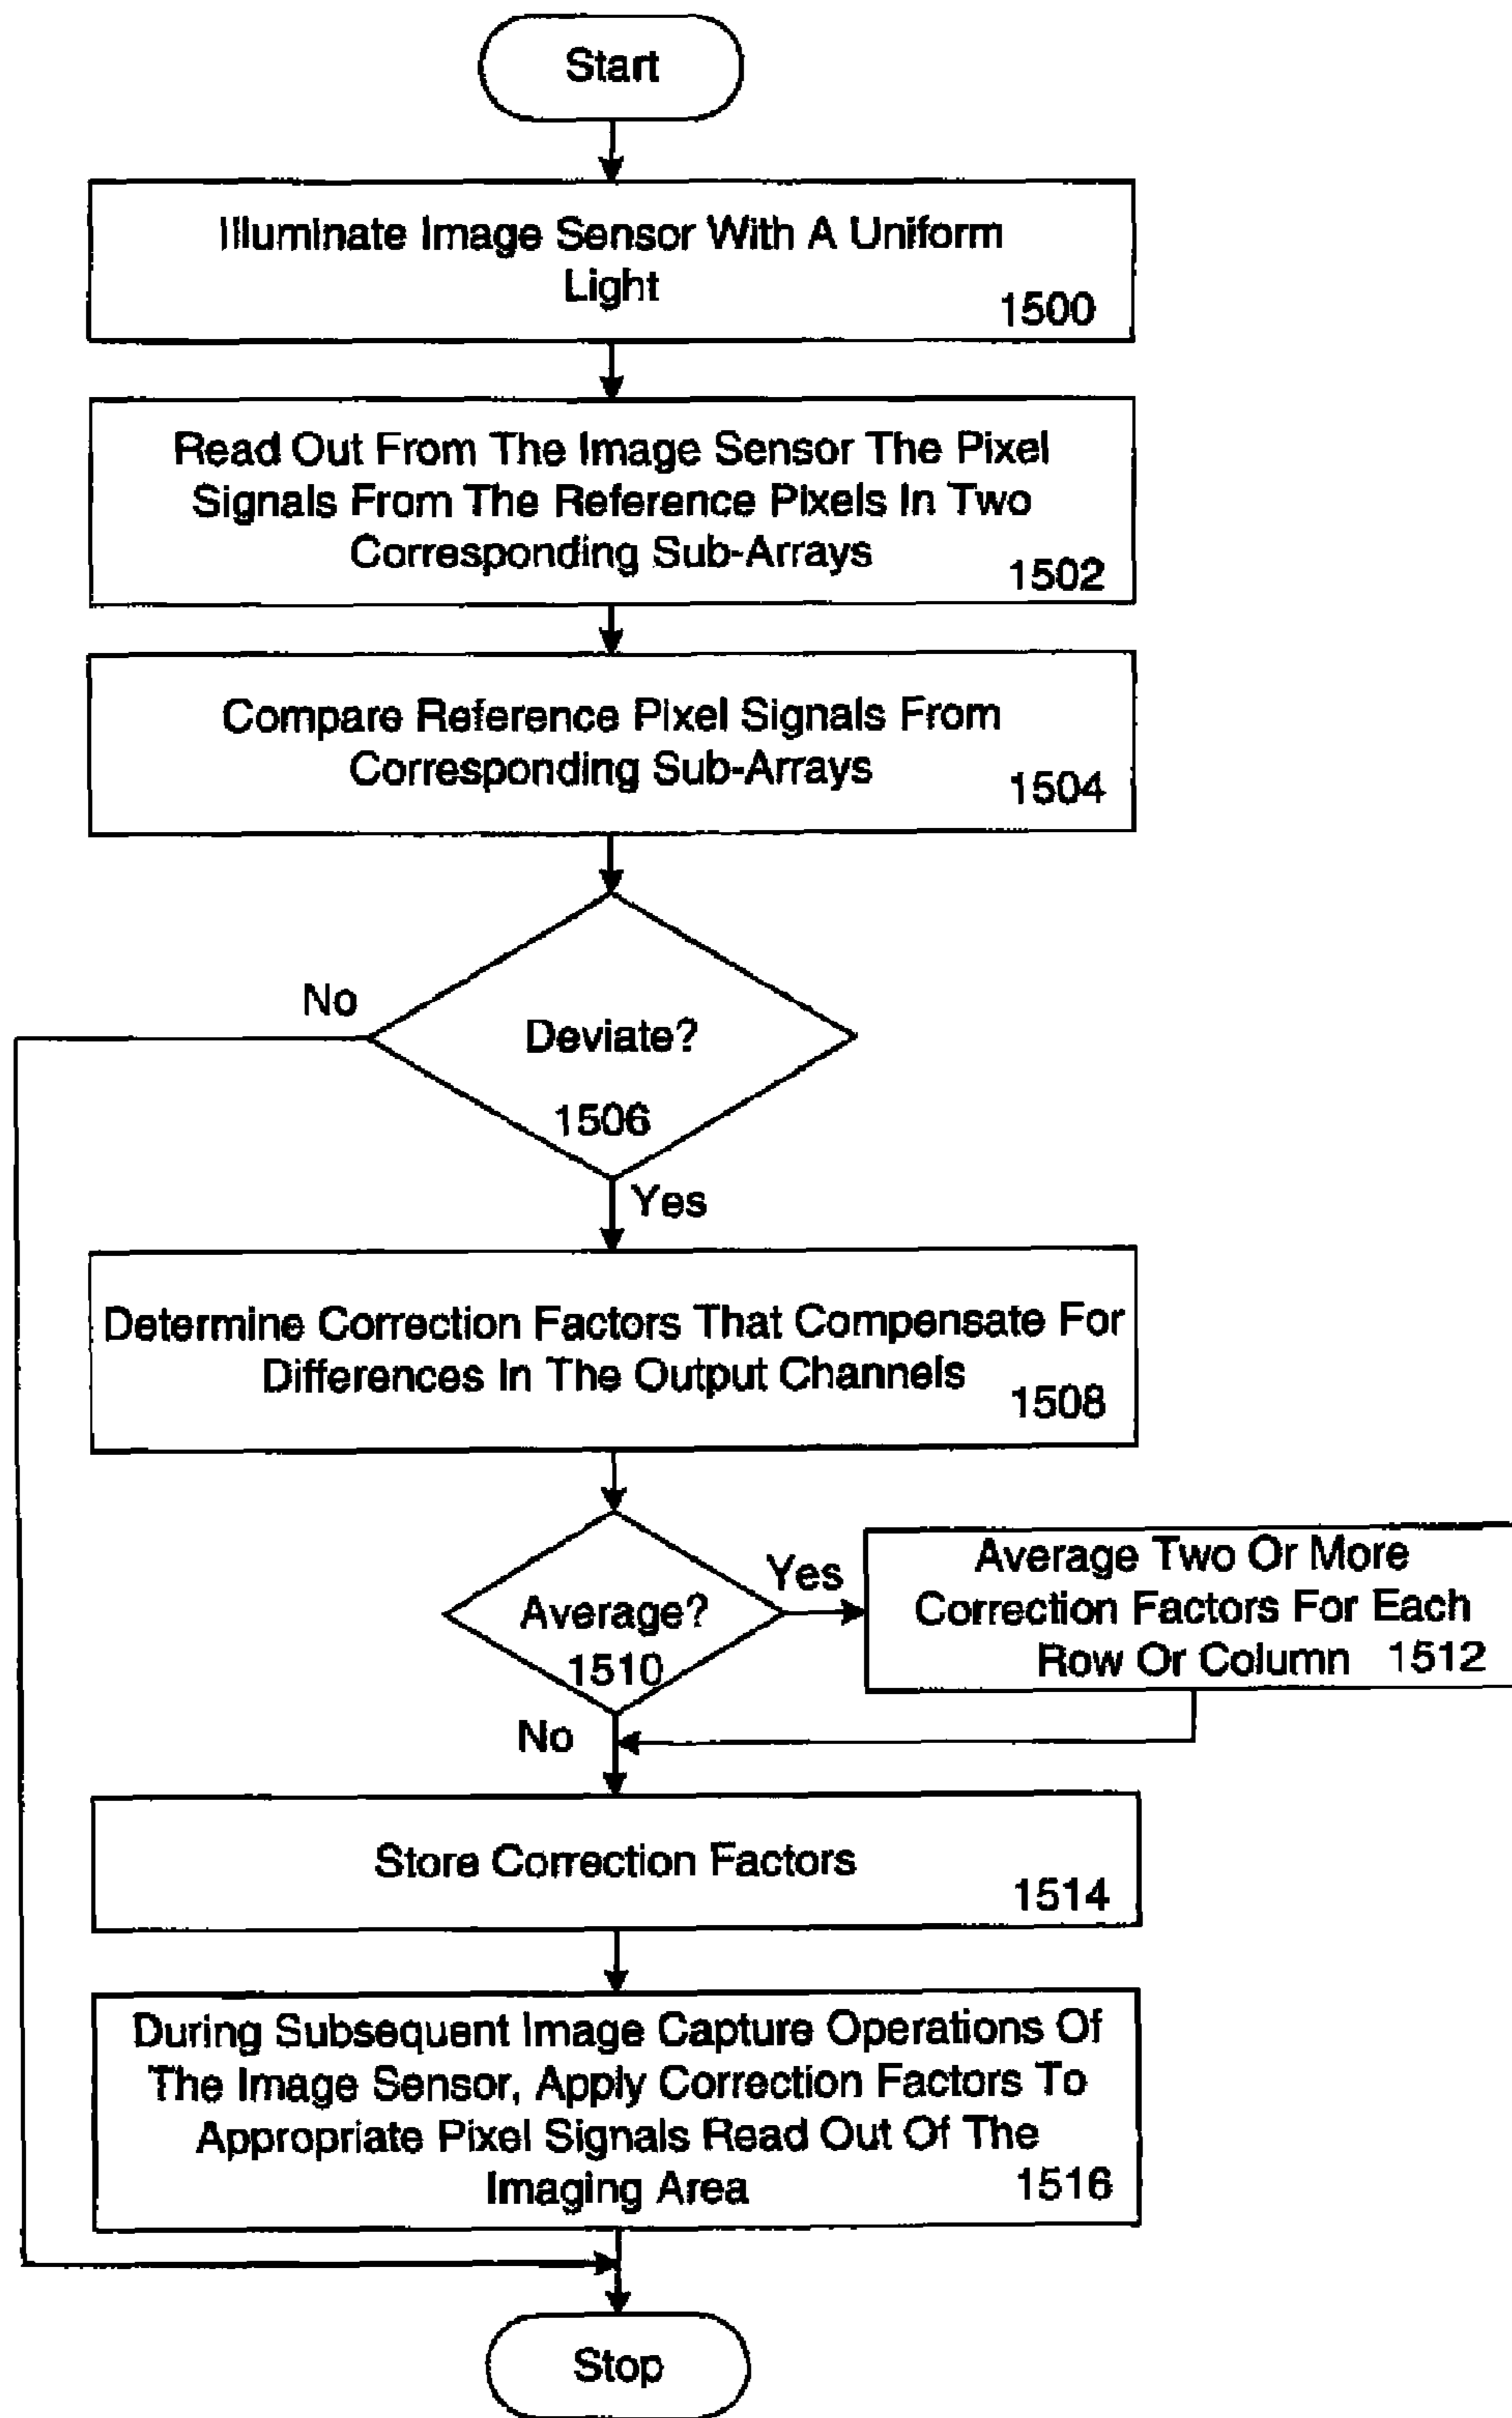 Start
Illuminate Image Sensor With A Uniform
Light
1500
Read Out From The Image Sensor The Pixel
Signals From The Reference Pixels In Two
Corresponding Sub-Arrays
1502
Compare Reference Pixel Signals From
Corresponding Sub-Arrays
1504
No
Deviate?
1506
Yes
Determine Correction Factors That Compensate For
Differences In The Output Channels
1508
Average?
1510
Yes
Average Two Or More
Correction Factors For Each
Row Or Column 1512
No
Store Correction Factors
1514
During Subsequent Image Capture Operations Of
The Image Sensor, Apply Correction Factors To
Appropriate Pixel Signals Read Out Of The
Imaging Area
1516
Stop